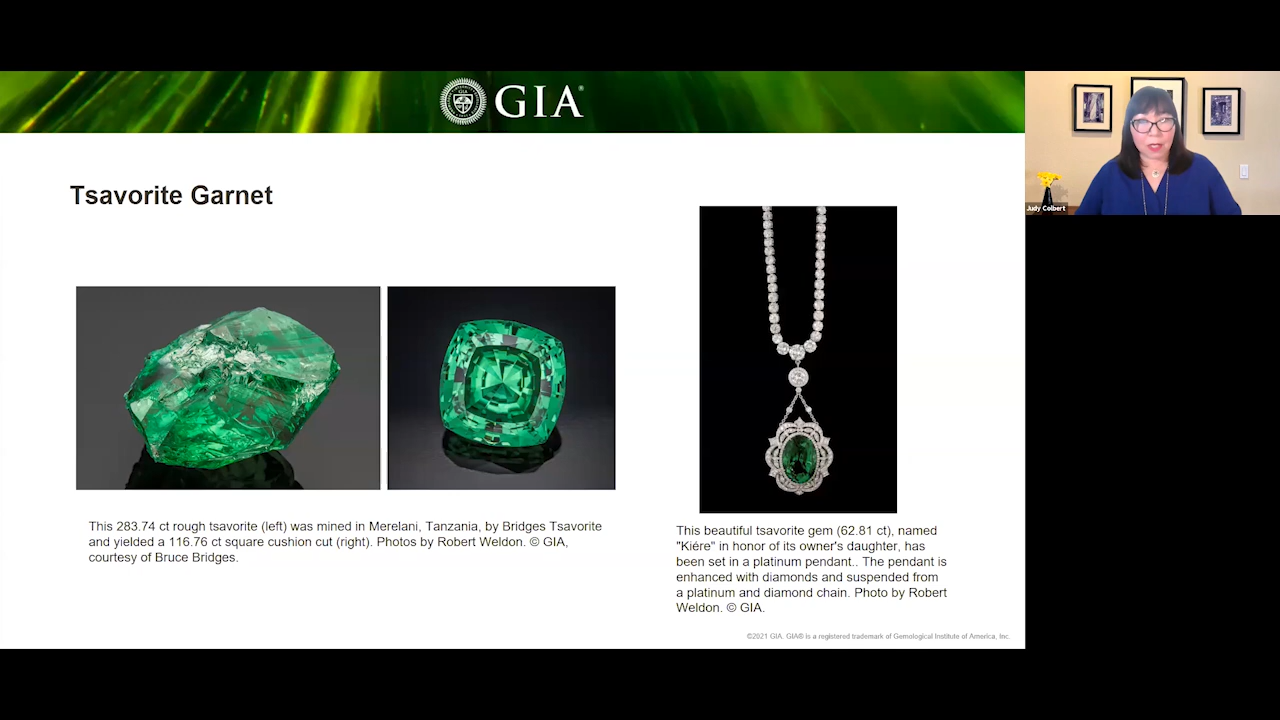 GIA
GIA®
Judy Colbert
Tsavorite Garnet
This 283.74 ct rough tsavorite (left) was mined in Merelani, Tanzania, by Bridges Tsavorite
and yielded a 116.76 ct square cushion cut (right). Photos by Robert Weldon. © GIA,
courtesy of Bruce Bridges.
This beautiful tsavorite gem (62.81 ct), named
"Kiére" in honor of its owner's daughter, has
been set in a platinum pendant.. The pendant is
enhanced with diamonds and suspended from
a platinum and diamond chain. Photo by Robert
Weldon. © GIA.
©2021 GIA. GIA® is a registered trademark of Gemological Institute of America, Inc.